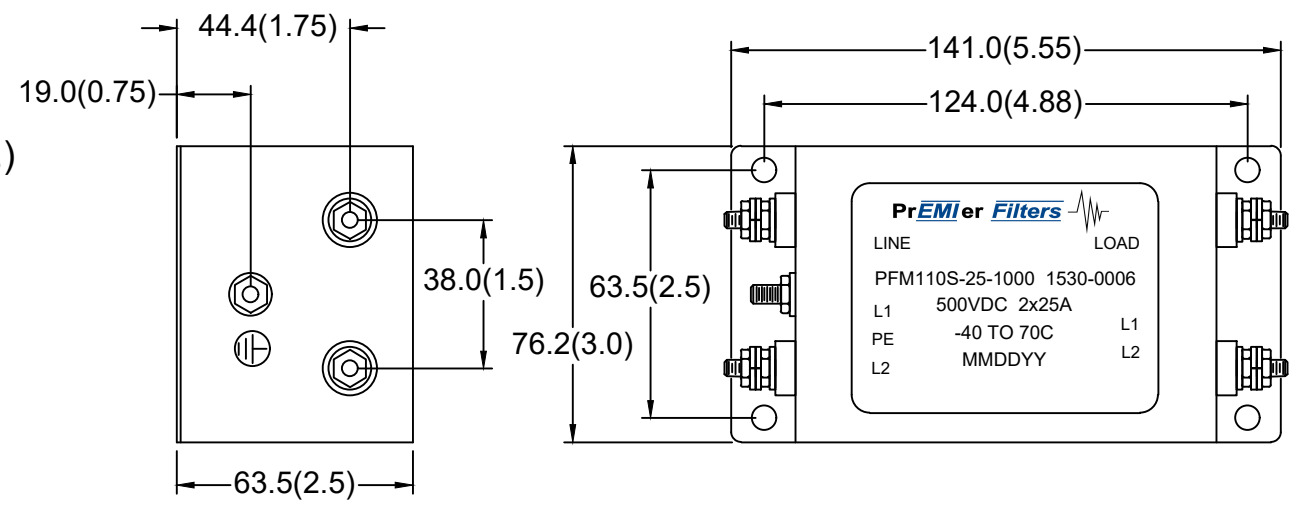 44.4(1.75)
19.0(0.75)
)
38.0(1.5)
63.5(2.5)
141.0(5.55)
124.0(4.88)
63.5(2.5)
76.2(3.0)
PrEMIer Filters
LINE LOAD
PFM110S-25-1000 1530-0006
L1 500VDC 2x25A
PE -40 TO 70C L1
L2 MMDDYY L2